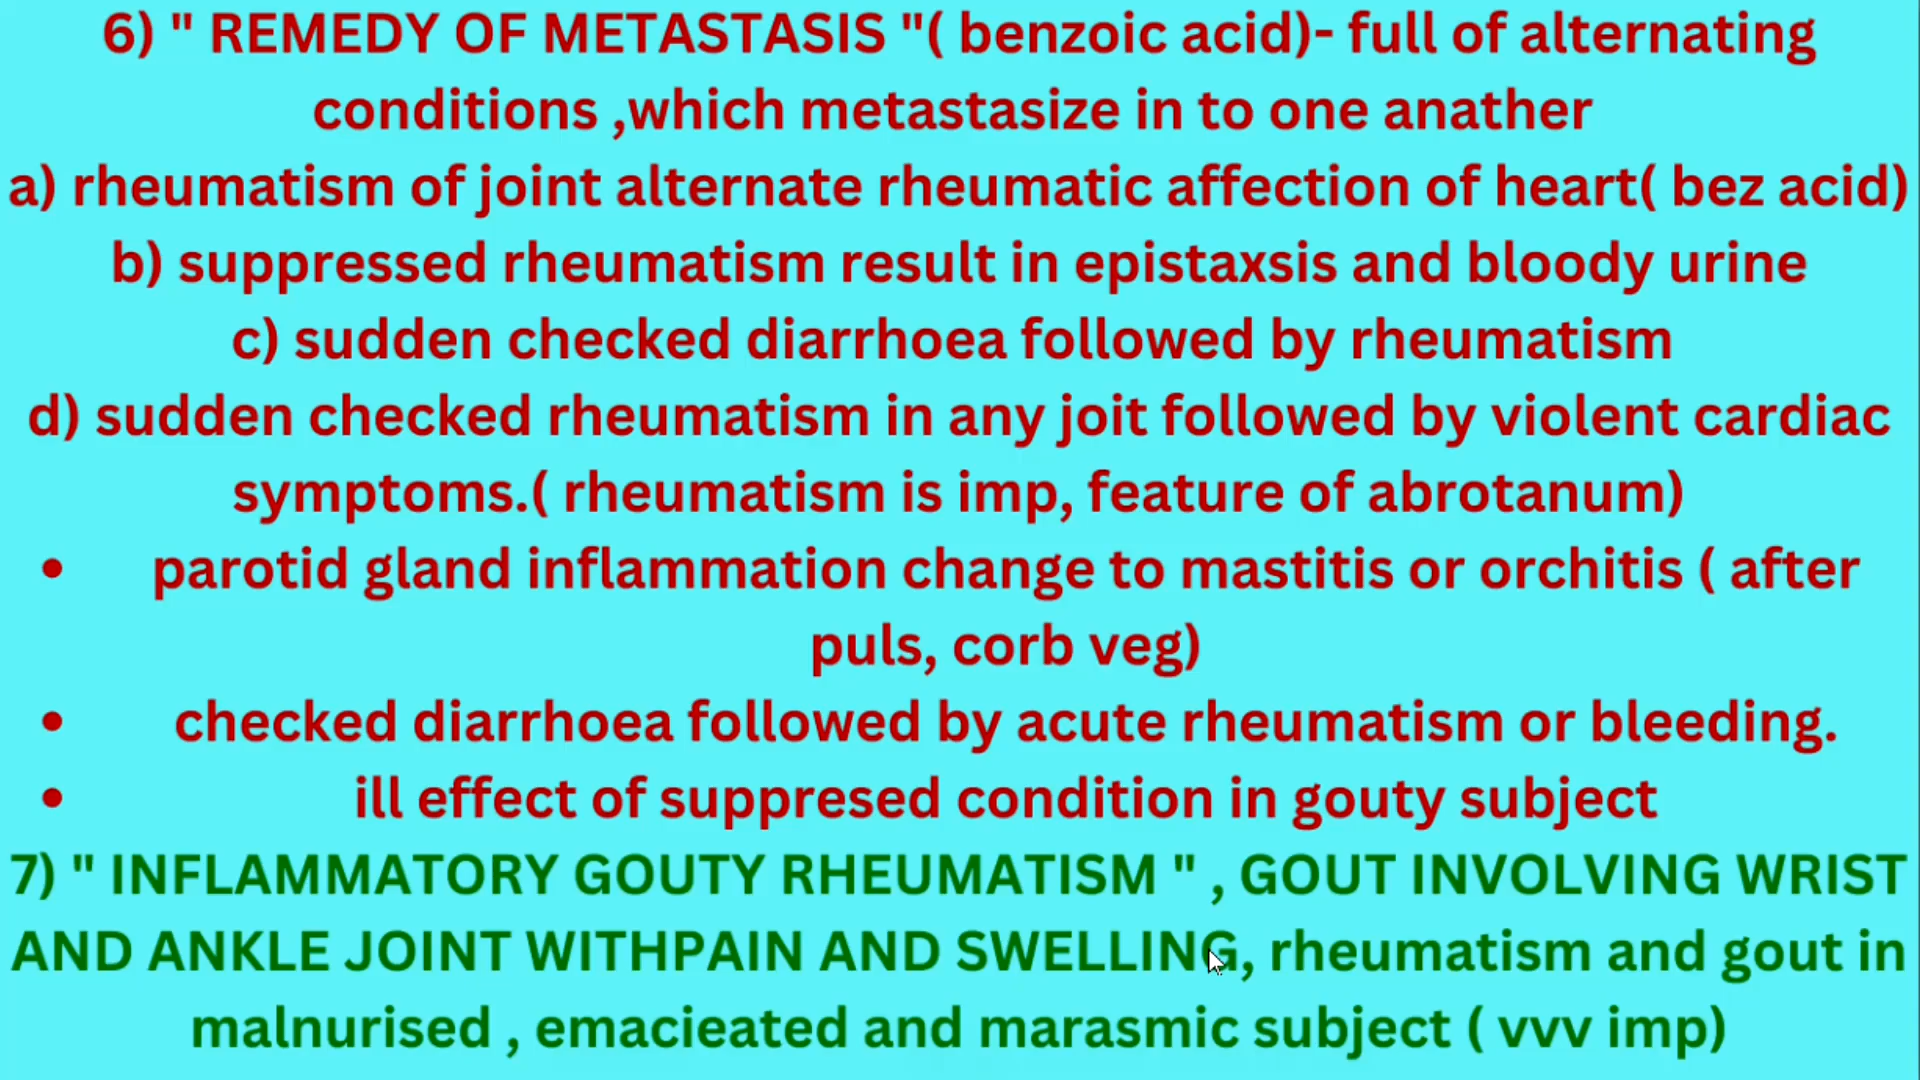 6) " REMEDY OF METASTASIS "( benzoic acid)- full of alternating
conditions ,which metastasize in to one anather
a) rheumatism of joint alternate rheumatic affection of heart( bez acid)
b) suppressed rheumatism result in epistaxsis and bloody urine
c) sudden checked diarrhoea followed by rheumatism
d) sudden checked rheumatism in any joit followed by violent cardiac
symptoms.( rheumatism is imp, feature of abrotanum)
• parotid gland inflammation change to mastitis or orchitis ( after
puls, corb veg)
• checked diarrhoea followed by acute rheumatism or bleeding.
• ill effect of suppresed condition in gouty subject
7) " INFLAMMATORY GOUTY RHEUMATISM " , GOUT INVOLVING WRIST
AND ANKLE JOINT WITHPAIN AND SWELLING, rheumatism and gout in
malnurised , emacieated and marasmic subject ( vvv imp)